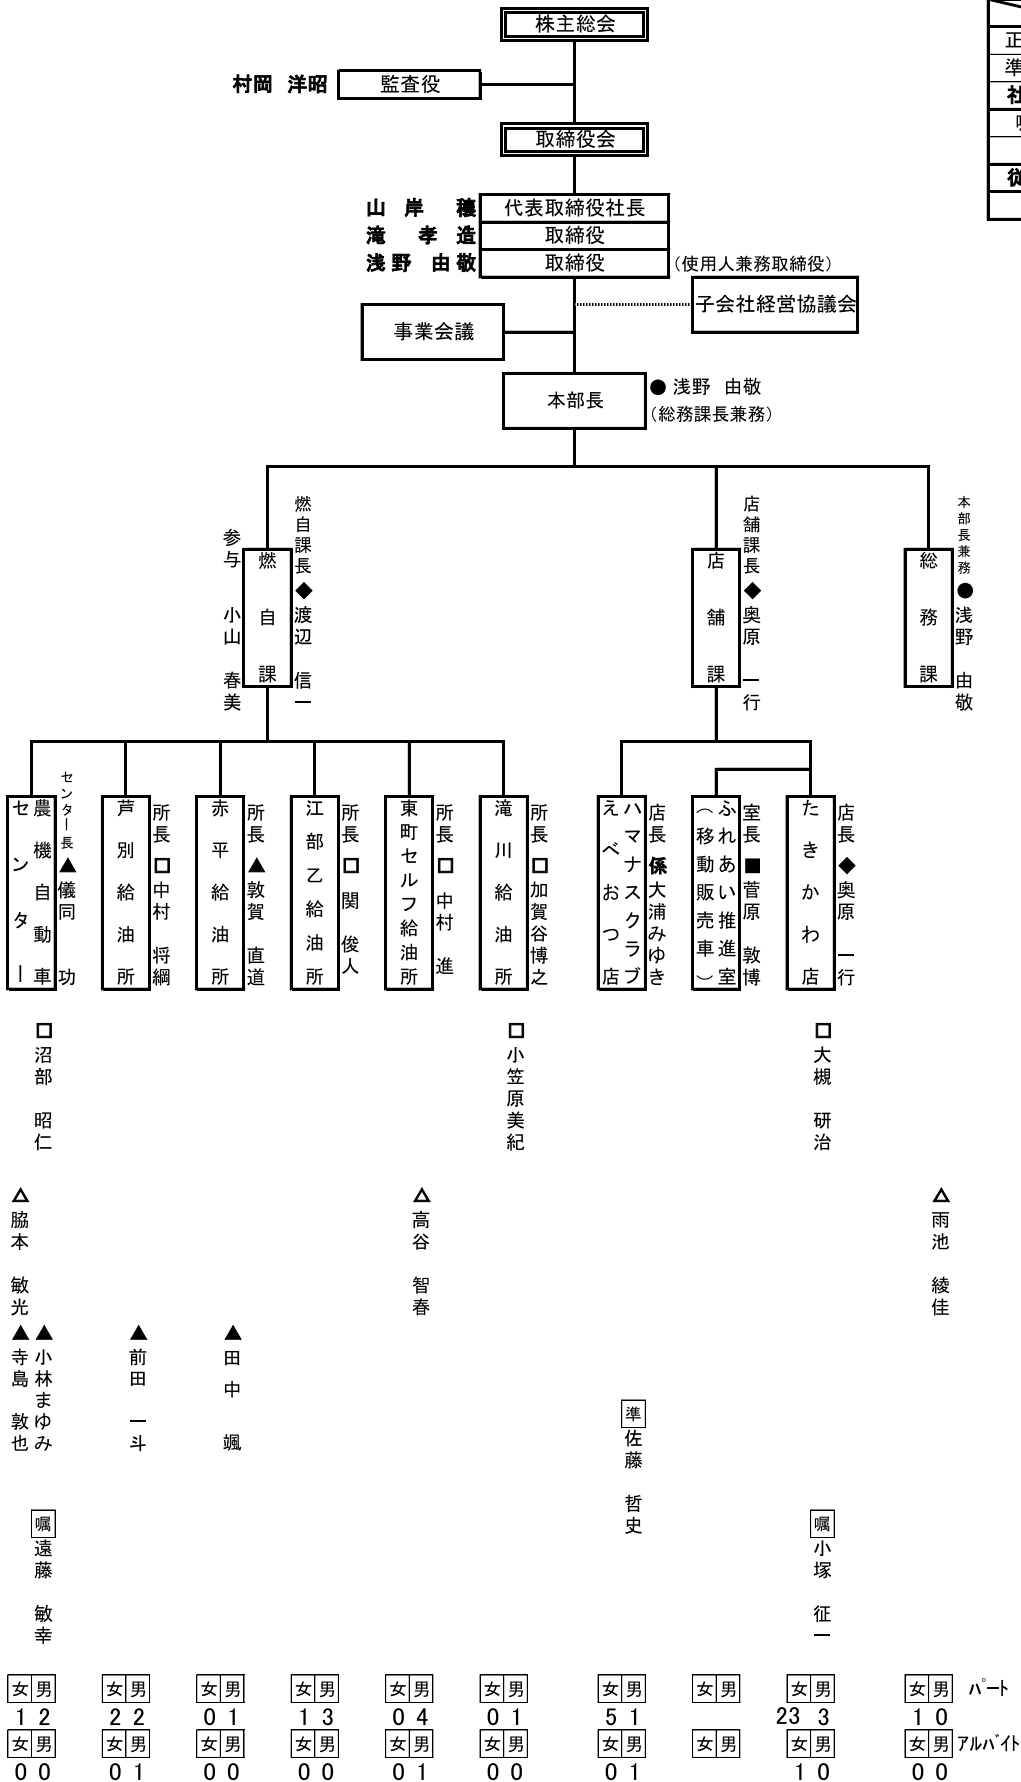 株主総会
村岡 洋昭
監査役
取締役会
山岸 穣 代表取締役社長
滝 孝造 取締役
浅野 由敬 取締役 (使用人兼務取締役)
子会社経営協議会
事業会議
本部長
● 浅野 由敬
(総務課長兼務)
正
準
社
従
参与 小山 春美
燃自課
燃自課長◆渡辺 信一
店舗課
店舗課長◆奥原 一行
総務課
本部長兼務●浅野 由敬
農機自動車センター
センター長▲儀同 功
芦別給油所
所長□中村 将綱
赤平給油所
所長▲敦賀 直道
江部乙給油所
所長□関 俊人
東町セルフ給油所
所長□中村 進
滝川給油所
所長□加賀谷博之
ハマナスクラブ
えべおつ店
店長係大浦みゆき
ふれあい推進室
(移動販売車)
室長■菅原 敦博
たきかわ店
店長◆奥原 一行
□沼部 昭仁
□小笠原美紀
□大槻 研治
△脇本 敏光
△高谷 智春
△雨池 綾佳
▲寺島 敦也
▲小林まゆみ
▲前田 一斗
▲田中 颯
準佐藤 哲史
嘱遠藤 敏幸
嘱小塚 征一
女男 女男 女男 女男 女男 女男 女男 女男 女男 女男 パート
1 2 2 2 0 1 1 3 0 4 0 1 5 1 23 3 1 0
女男 女男 女男 女男 女男 女男 女男 女男 女男 女男 アルバイト
0 0 0 1 0 0 0 0 0 1 0 0 0 1 1 0 0 0